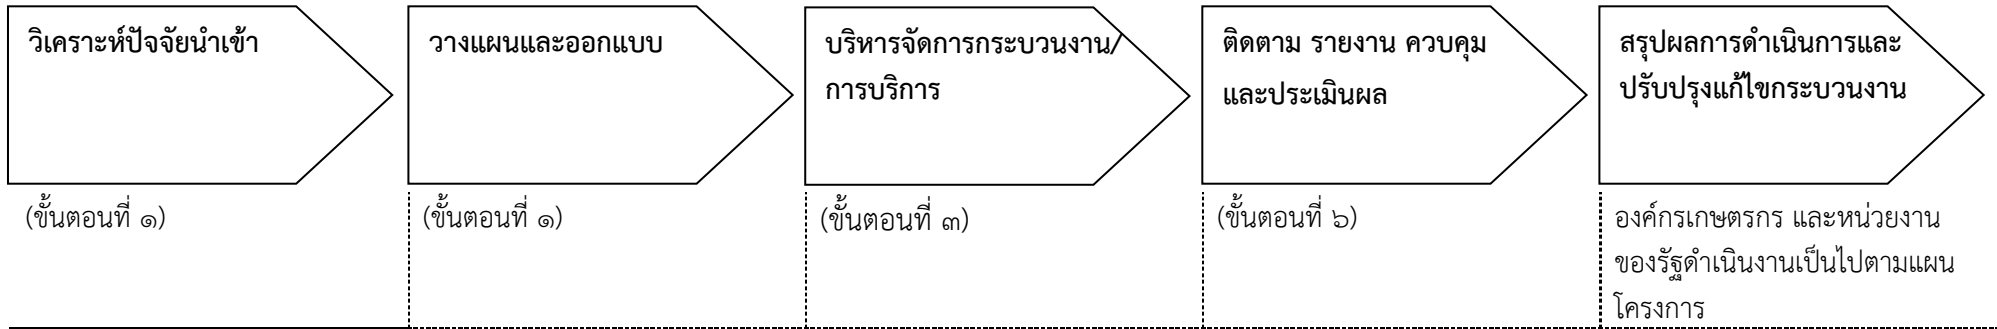 วิเคราะห์ปัจจัยนำเข้า
วางแผนและออกแบบ
บริหารจัดการกระบวนงาน/
การบริการ
ติดตาม รายงาน ควบคุม
และประเมินผล
สรุปผลการดำเนินการและ
ปรับปรุงแก้ไขกระบวนงาน
(ขั้นตอนที่ ๑)
(ขั้นตอนที่ ๑)
(ขั้นตอนที่ ๓)
(ขั้นตอนที่ ๖)
องค์กรเกษตรกร และหน่วยงาน
ของรัฐดำเนินงานเป็นไปตามแผน
โครงการ